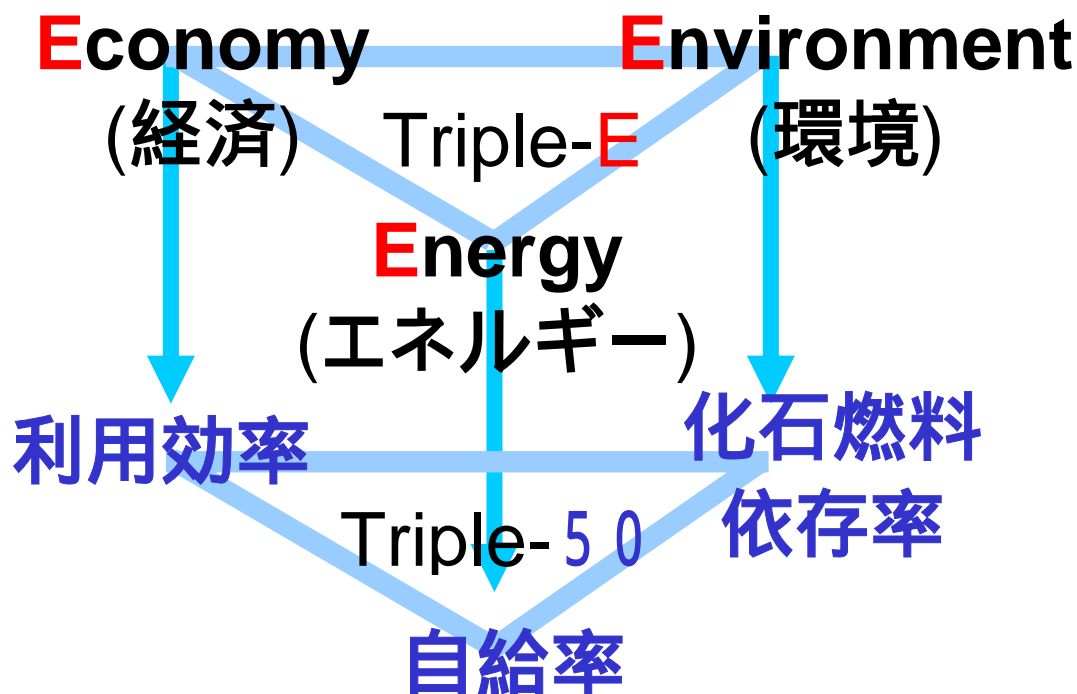 Economy
(経済)
Environment
(環境)
Triple-E
Energy
(エネルギー)
利用効率
化石燃料
依存率
Triple-５０
自給率